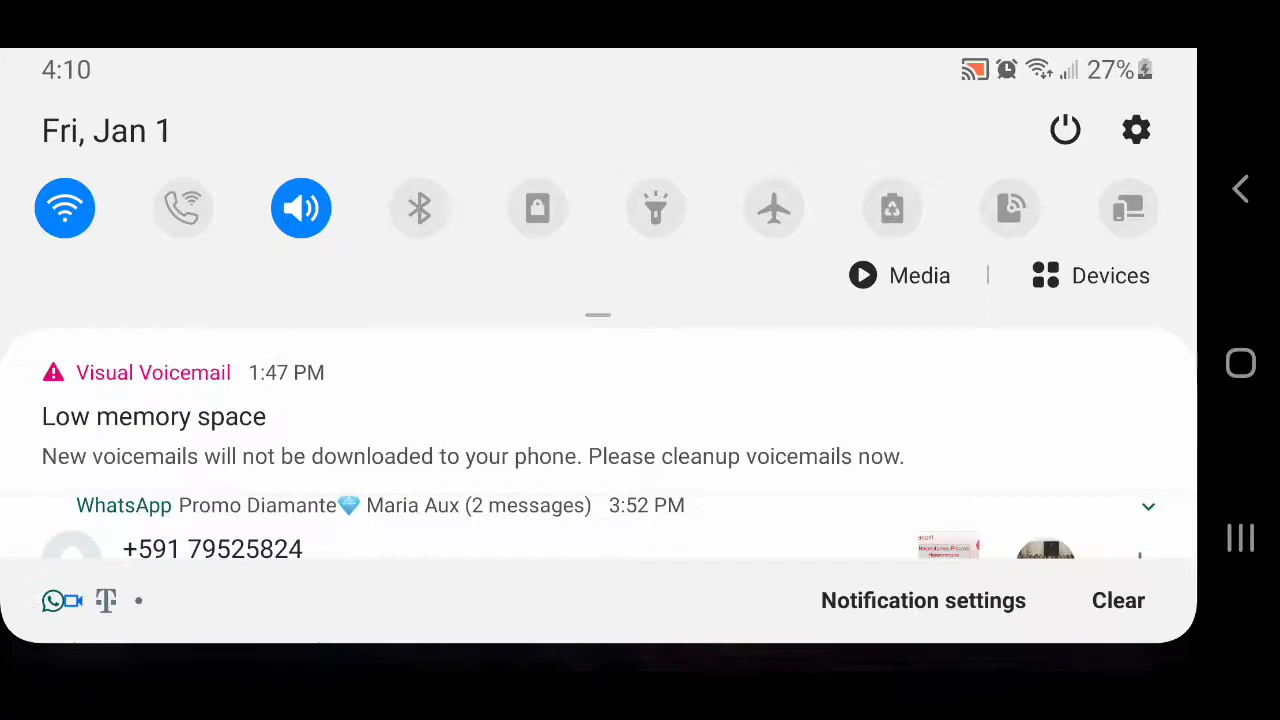 4:10
27%
Fri, Jan 1
Media
Devices
Visual Voicemail 1:47 PM
Low memory space
New voicemails will not be downloaded to your phone. Please cleanup voicemails now.
WhatsApp Promo Diamante💎 Maria Aux (2 messages) 3:52 PM
+591 79525824
Notification settings
Clear